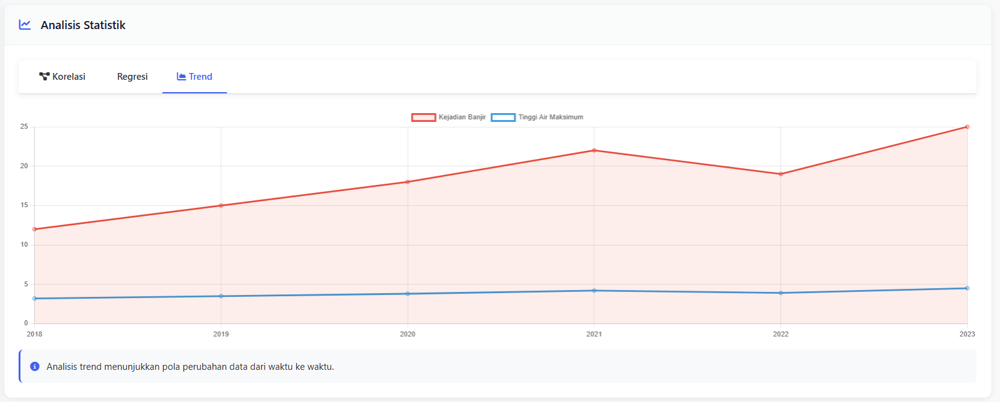 Analisis Statistik
Korelasi Regresi Trend
Kejadian Banjir Tinggi Air Maksimum
25
20
15
10
5
0
2018 2019 2020 2021 2022 2023
Analisis trend menunjukkan pola perubahan data dari waktu ke waktu.